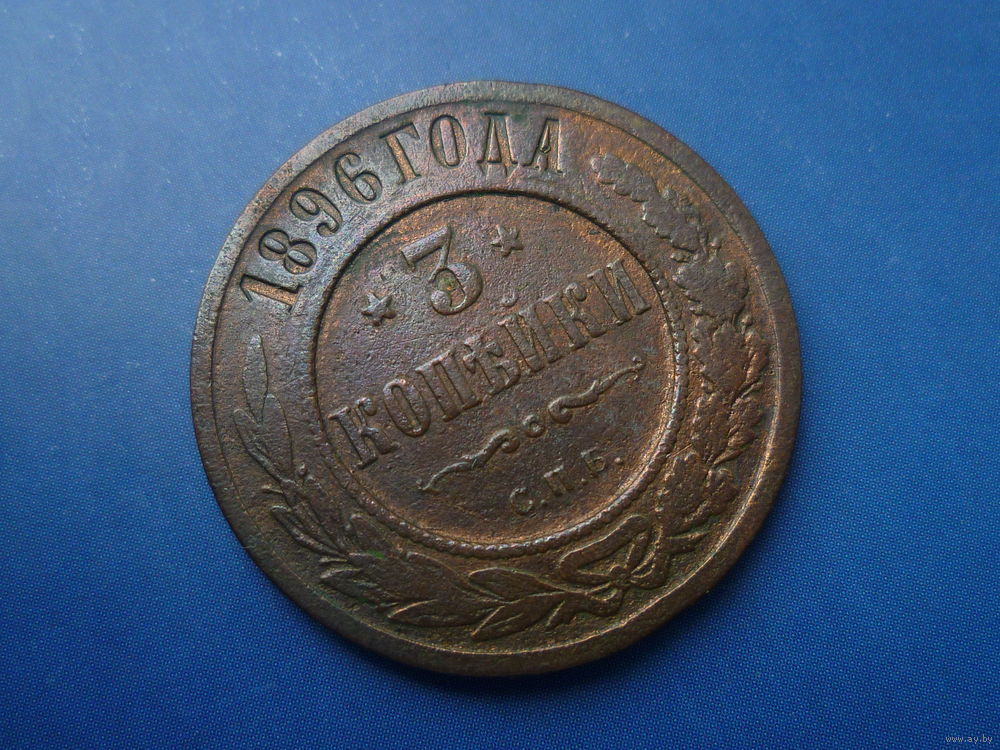 1896 ГОДА
* 3 *
КОПѢЙКИ
С.П.Б.
www.ay.by